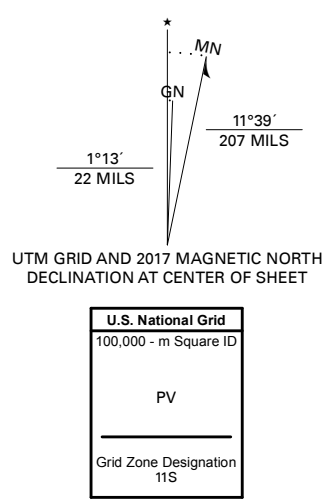 ★
MN
GN
11°39´
207 MILS
1°13´
22 MILS
UTM GRID AND 2017 MAGNETIC NORTH
DECLINATION AT CENTER OF SHEET
U.S. National Grid
100,000 - m Square ID
PV
Grid Zone Designation
11S